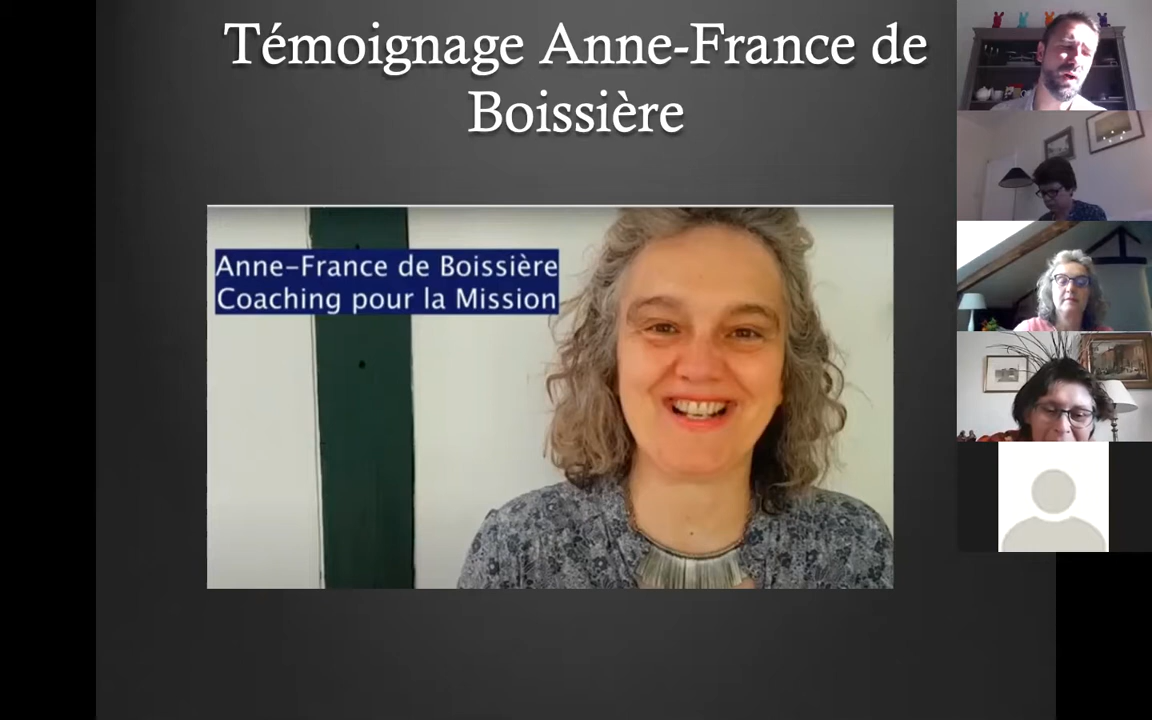 Témoignage Anne-France de
Boissière
Anne-France de Boissière
Coaching pour la Mission